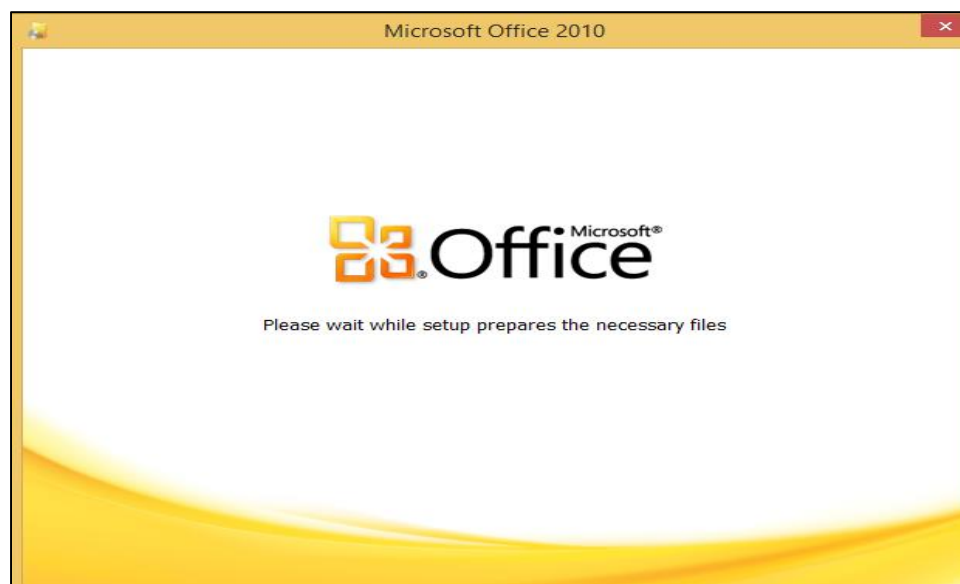 Microsoft Office 2010
Microsoft®
Office
Please wait while setup prepares the necessary files